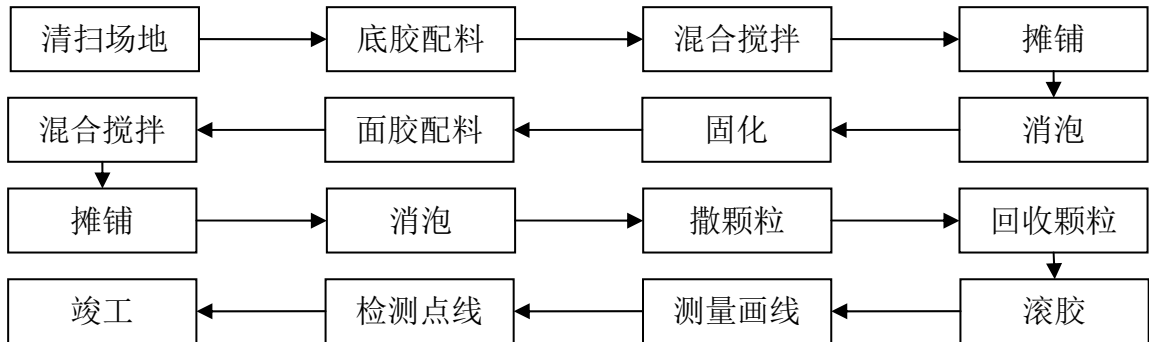 清扫场地 底胶配料 混合搅拌 摊铺
混合搅拌 面胶配料 固化 消泡
摊铺 消泡 撒颗粒 回收颗粒
竣工 检测点线 测量画线 滚胶